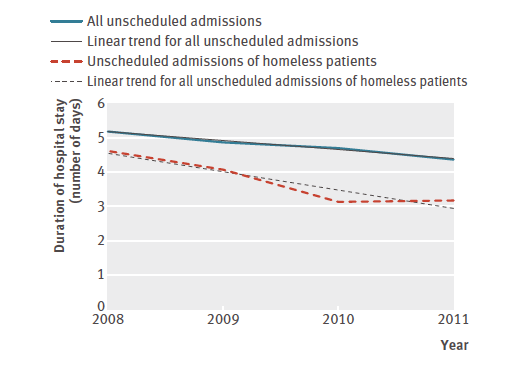 All unscheduled admissions
Linear trend for all unscheduled admissions
Unscheduled admissions of homeless patients
Linear trend for all unscheduled admissions of homeless patients
Duration of hospital stay
(number of days)
6
5
4
3
2
1
0
2008 2009 2010 2011
Year